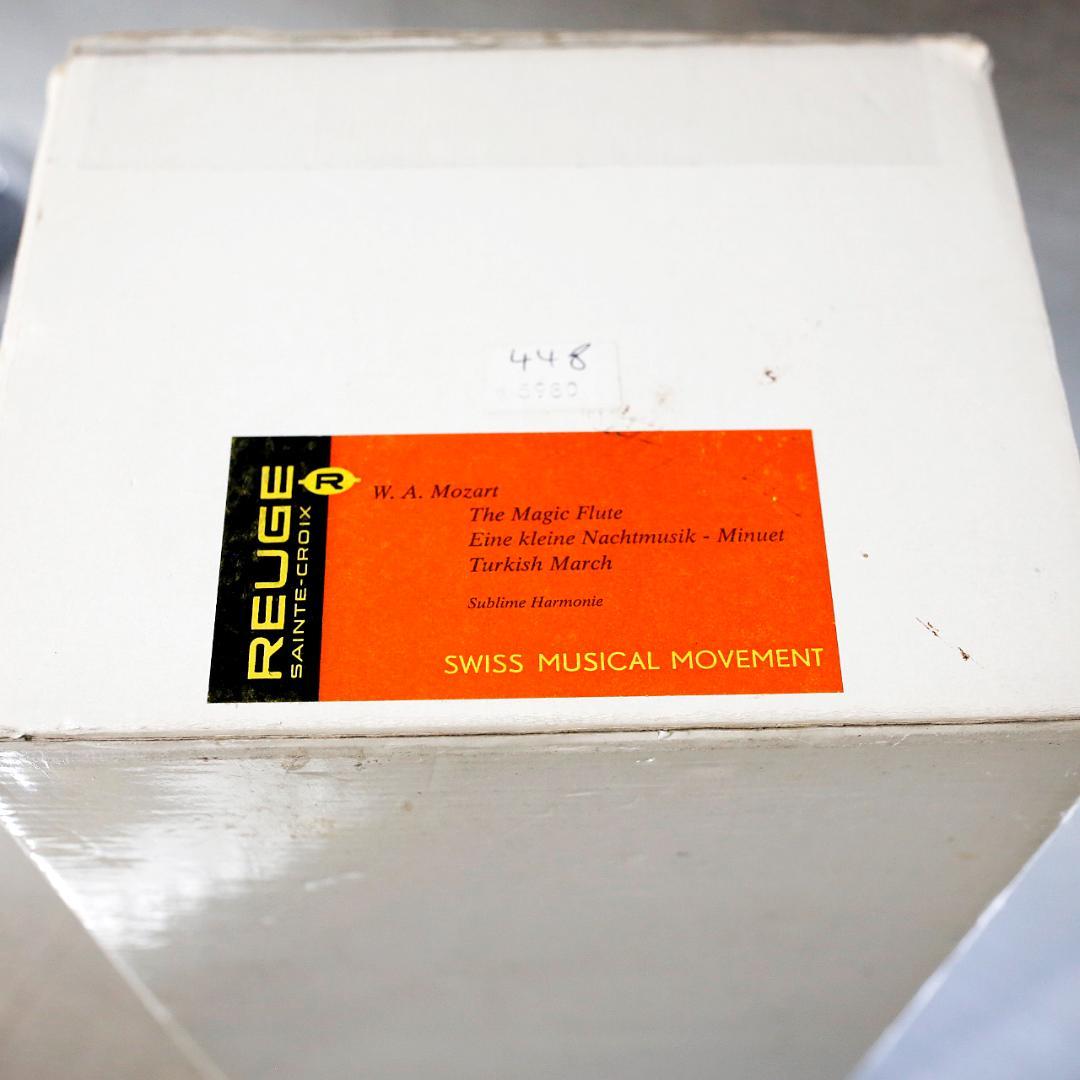 448
5980
REUGE
SAINTE-CROIX
R
W. A. Mozart
The Magic Flute
Eine kleine Nachtmusik - Minuet
Turkish March
Sublime Harmonie
SWISS MUSICAL MOVEMENT